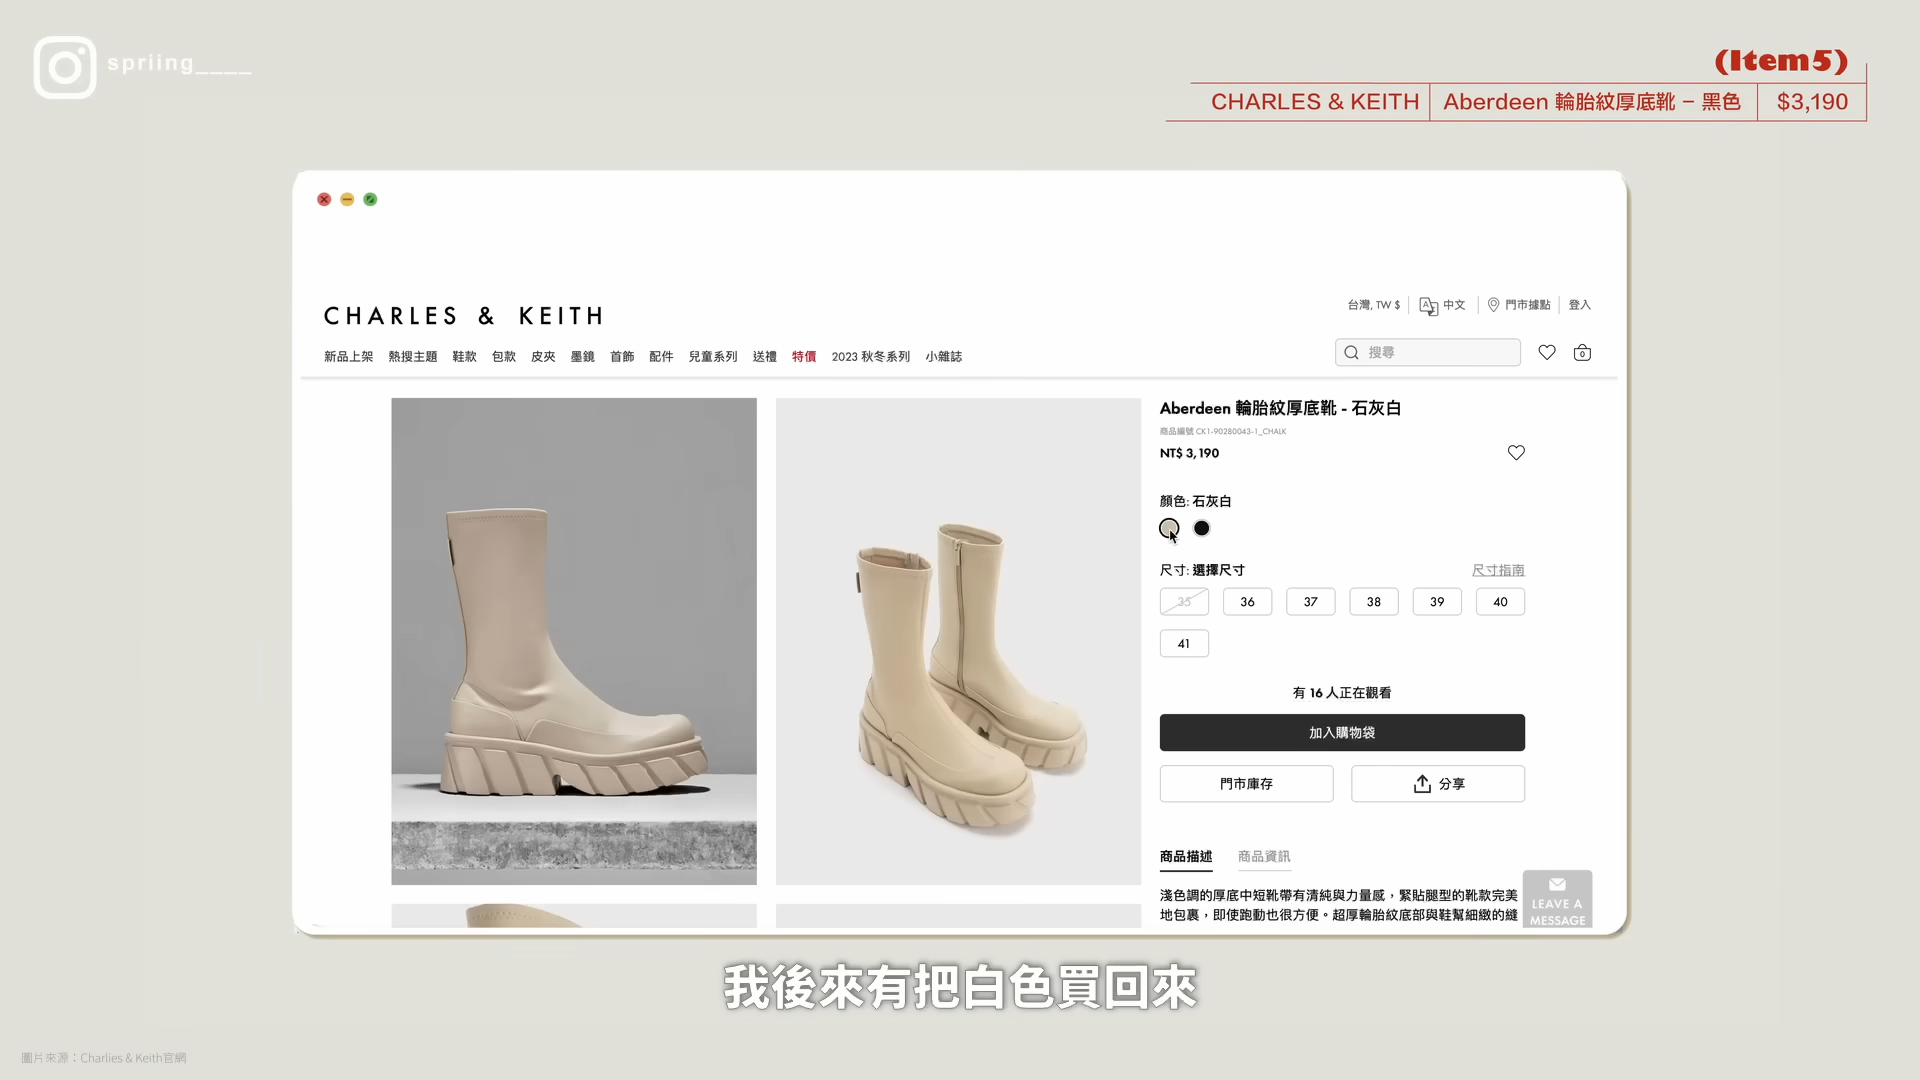 spriing____
(Item5)
CHARLES & KEITH Aberdeen 輪胎紋厚底靴 – 黑色 $3,190
台灣, TW $ 中文 門市據點 登入
CHARLES & KEITH
新品上架 熱搜主題 鞋款 包款 皮夾 墨鏡 首飾 配件 兒童系列 送禮 特價 2023 秋冬系列 小雜誌
搜尋 0
Aberdeen 輪胎紋厚底靴 - 石灰白
商品編號 CK1-90280043-1_CHALK
NT$ 3,190
顏色: 石灰白
尺寸: 選擇尺寸 尺寸指南
35 36 37 38 39 40
41
有 16 人正在觀看
加入購物袋
門市庫存 分享
商品描述 商品資訊
淺色調的厚底中短靴帶有清純與力量感，緊貼腿型的靴款完美
地包裹，即使跑動也很方便。超厚輪胎紋底部與鞋幫細緻的縫
LEAVE A
MESSAGE
我後來有把白色買回來
圖片來源：Charlies & Keith官網